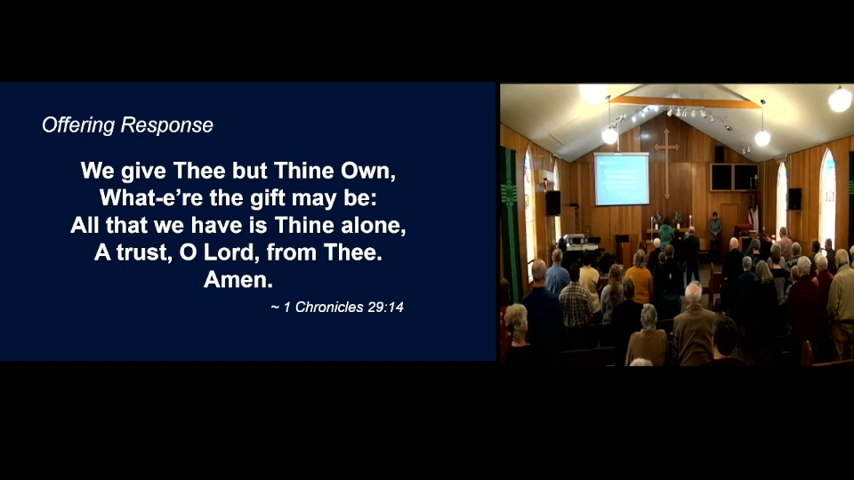 Offering Response
We give Thee but Thine Own,
What-e’re the gift may be:
All that we have is Thine alone,
A trust, O Lord, from Thee.
Amen.
~ 1 Chronicles 29:14